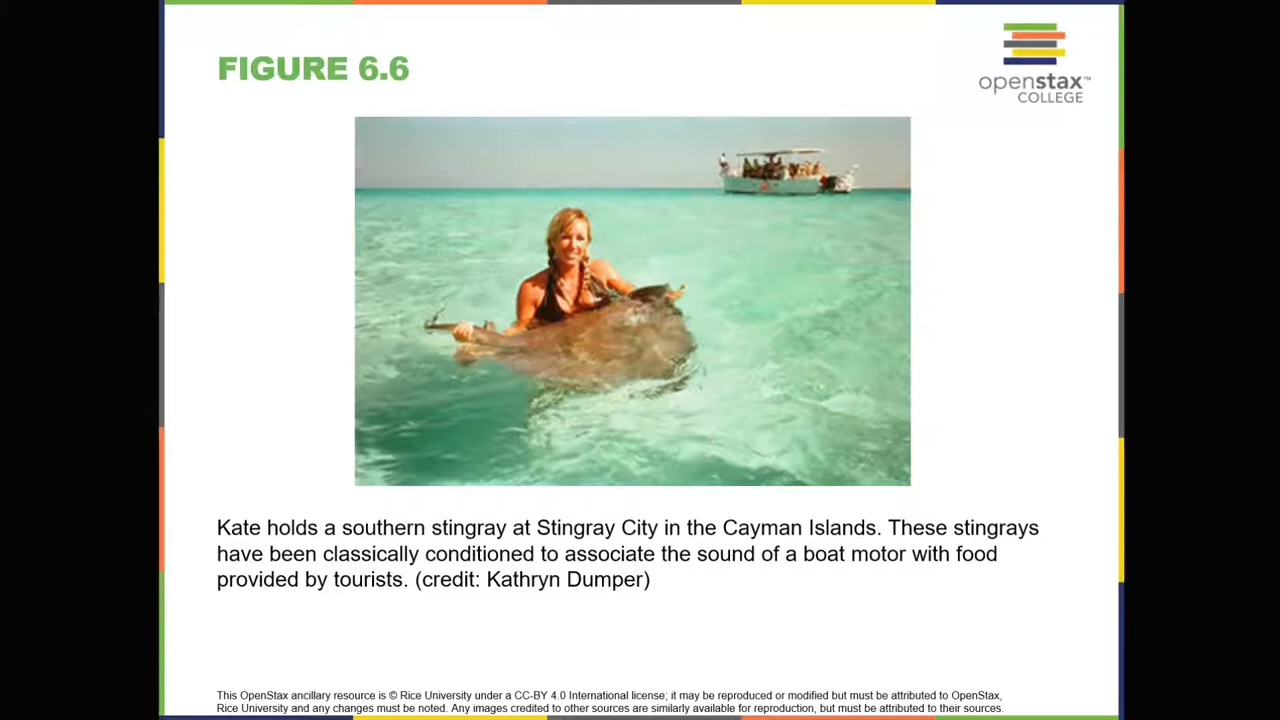 FIGURE 6.6
openstax™
COLLEGE
Kate holds a southern stingray at Stingray City in the Cayman Islands. These stingrays
have been classically conditioned to associate the sound of a boat motor with food
provided by tourists. (credit: Kathryn Dumper)
This OpenStax ancillary resource is © Rice University under a CC-BY 4.0 International license; it may be reproduced or modified but must be attributed to OpenStax,
Rice University and any changes must be noted. Any images credited to other sources are similarly available for reproduction, but must be attributed to their sources.